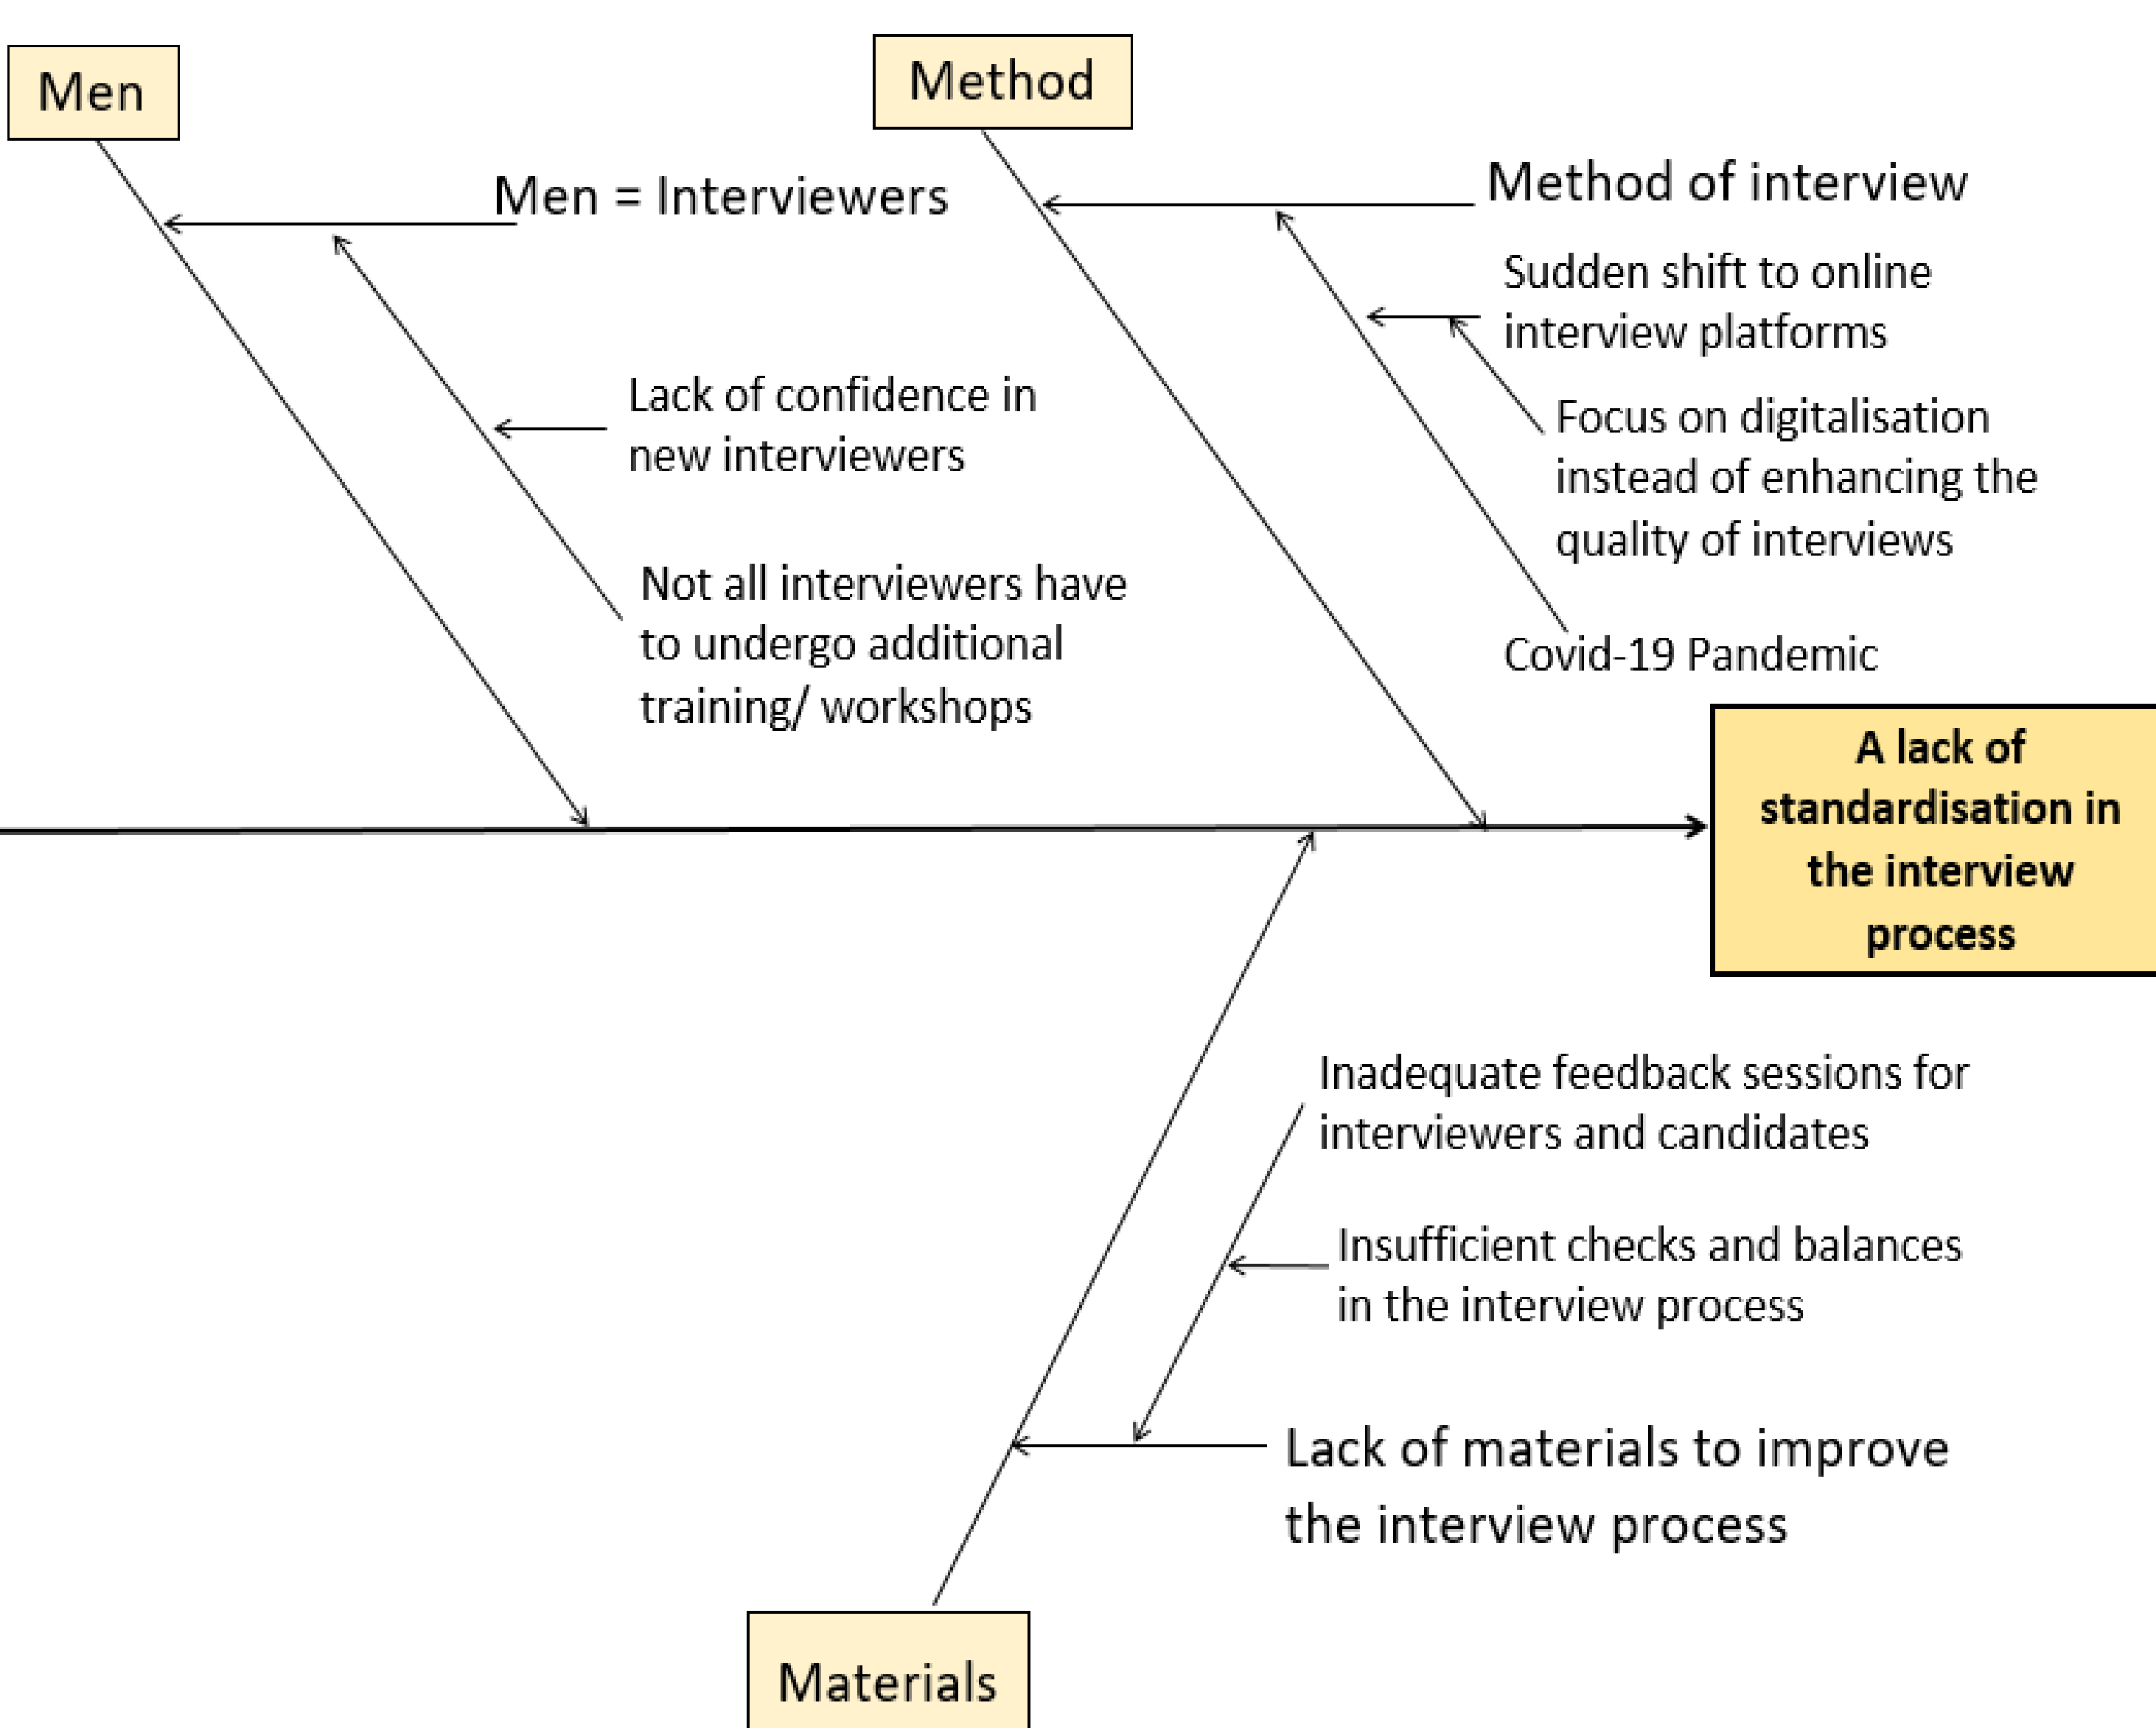 Men
Method
Men = Interviewers
Method of interview
Sudden shift to online
interview platforms
Lack of confidence in
new interviewers
Focus on digitalisation
instead of enhancing the
quality of interviews
Not all interviewers have
to undergo additional
training/ workshops
Covid-19 Pandemic
A lack of
standardisation in
the interview
process
Inadequate feedback sessions for
interviewers and candidates
Insufficient checks and balances
in the interview process
Lack of materials to improve
the interview process
Materials